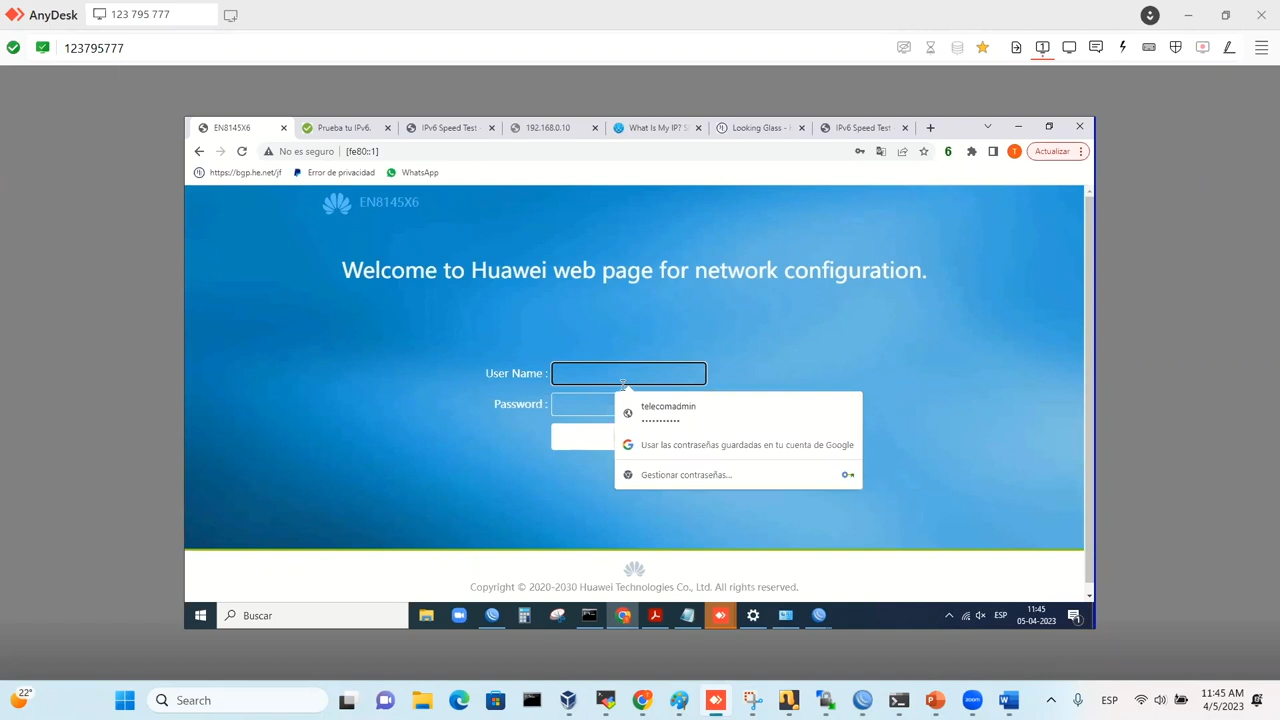 AnyDesk
123 795 777
123795777
1
EN8145X6
Prueba tu IPv6.
IPv6 Speed Test -
192.168.0.10
What Is My IP? S
Looking Glass -
IPv6 Speed Test
No es seguro
[fe80::1]
6
T
Actualizar
https://bgp.he.net/jf
Error de privacidad
WhatsApp
EN8145X6
Welcome to Huawei web page for network configuration.
User Name :
Password :
telecomadmin
•••••••••••
Usar las contraseñas guardadas en tu cuenta de Google
Gestionar contraseñas...
Copyright © 2020-2030 Huawei Technologies Co., Ltd. All rights reserved.
Buscar
ESP
11:45
05-04-2023
1
22°
Search
ESP
11:45 AM
4/5/2023